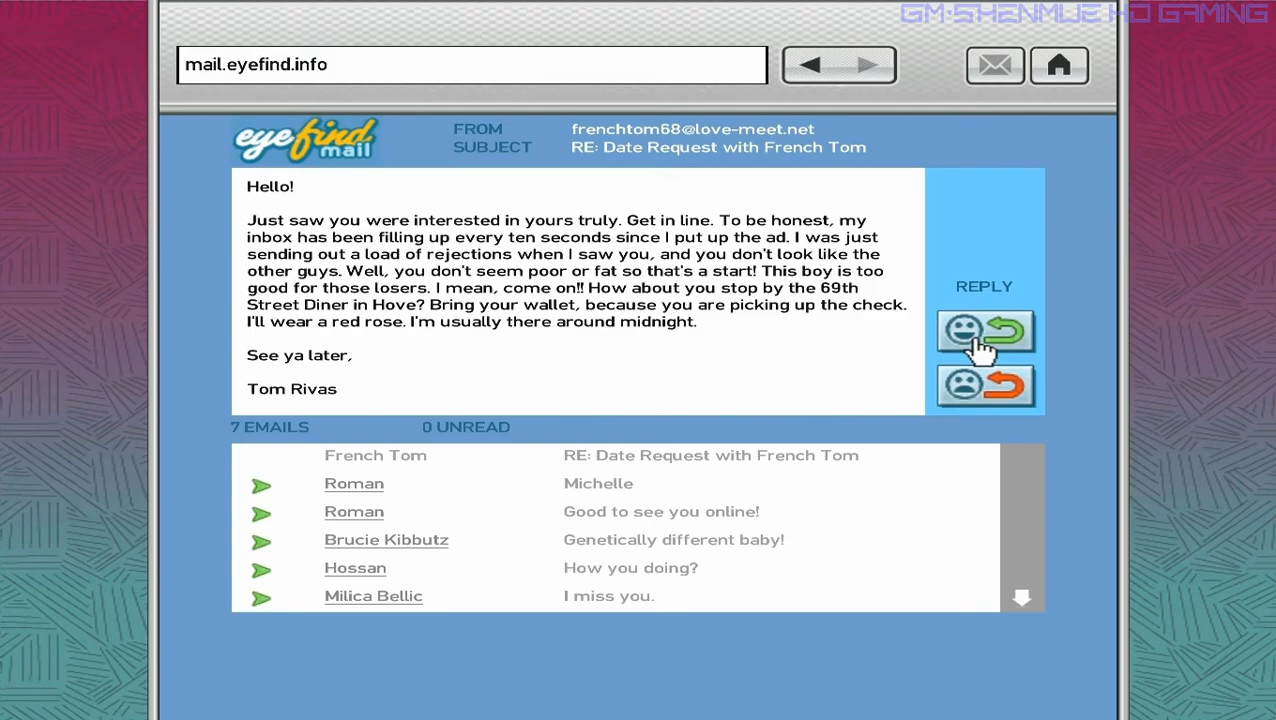 GM-SHENMUE HD GAMING
mail.eyefind.info
eyefind mail
FROM frenchtom68@love-meet.net
SUBJECT RE: Date Request with French Tom
Hello!
Just saw you were interested in yours truly. Get in line. To be honest, my
inbox has been filling up every ten seconds since I put up the ad. I was just
sending out a load of rejections when I saw you, and you don't look like the
other guys. Well, you don't seem poor or fat so that's a start! This boy is too
good for those losers. I mean, come on!! How about you stop by the 69th
Street Diner in Hove? Bring your wallet, because you are picking up the check.
I'll wear a red rose. I'm usually there around midnight.
See ya later,
Tom Rivas
REPLY
7 EMAILS 0 UNREAD
French Tom RE: Date Request with French Tom
Roman Michelle
Roman Good to see you online!
Brucie Kibbutz Genetically different baby!
Hossan How you doing?
Milica Bellic I miss you.